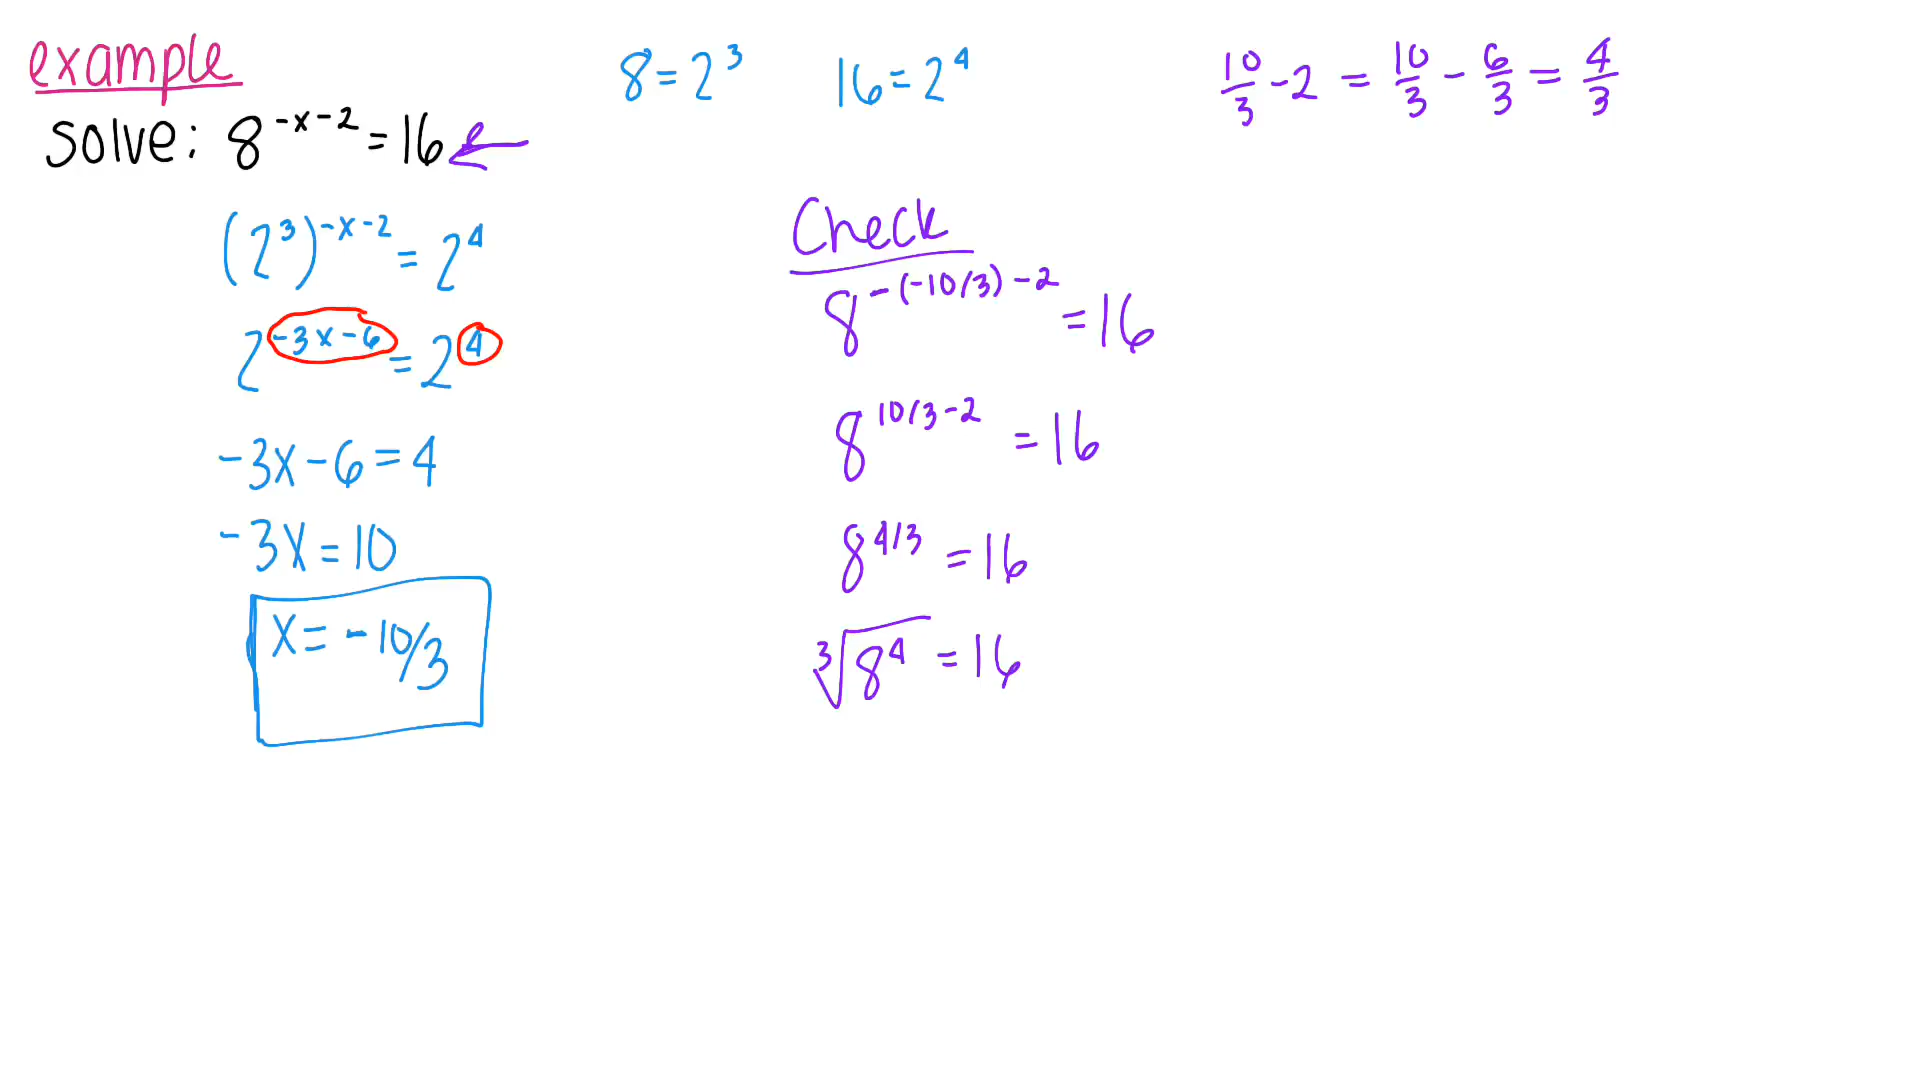 example
solve: 8^{-x-2} = 16
(2^3)^{-x-2} = 2^4
2^{-3x-6} = 2^4
-3x-6=4
-3x=10
x= -10/3
8=2^3 16=2^4
Check
8^{-(-10/3)-2} = 16
8^{10/3-2} = 16
8^{4/3} = 16
∛8^4 = 16
10/3 - 2 = 10/3 - 6/3 = 4/3